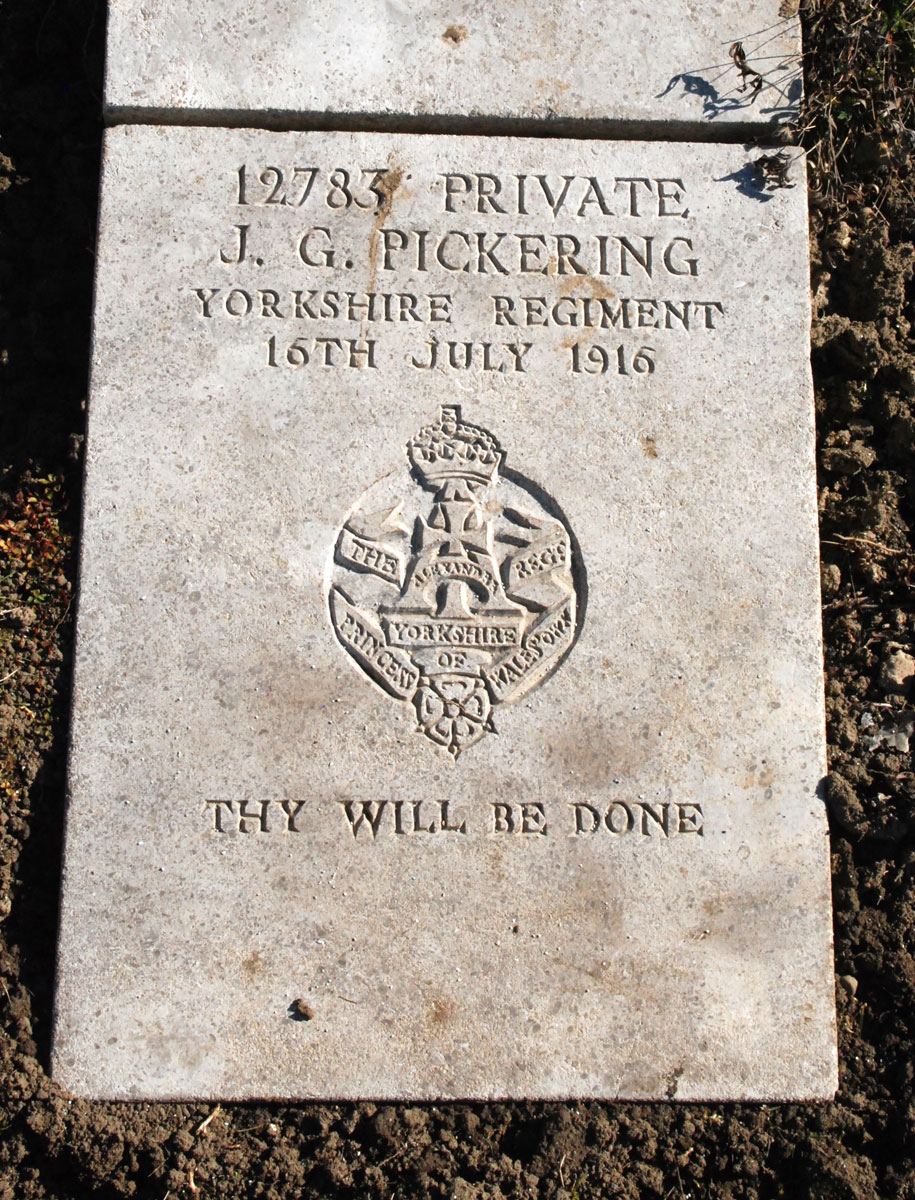 12783 PRIVATE
J. G. PICKERING
YORKSHIRE REGIMENT
16TH JULY 1916
THE REGT
ALEXANDRA
YORKSHIRE
PRINCESS OF WALES'S OWN
THY WILL BE DONE